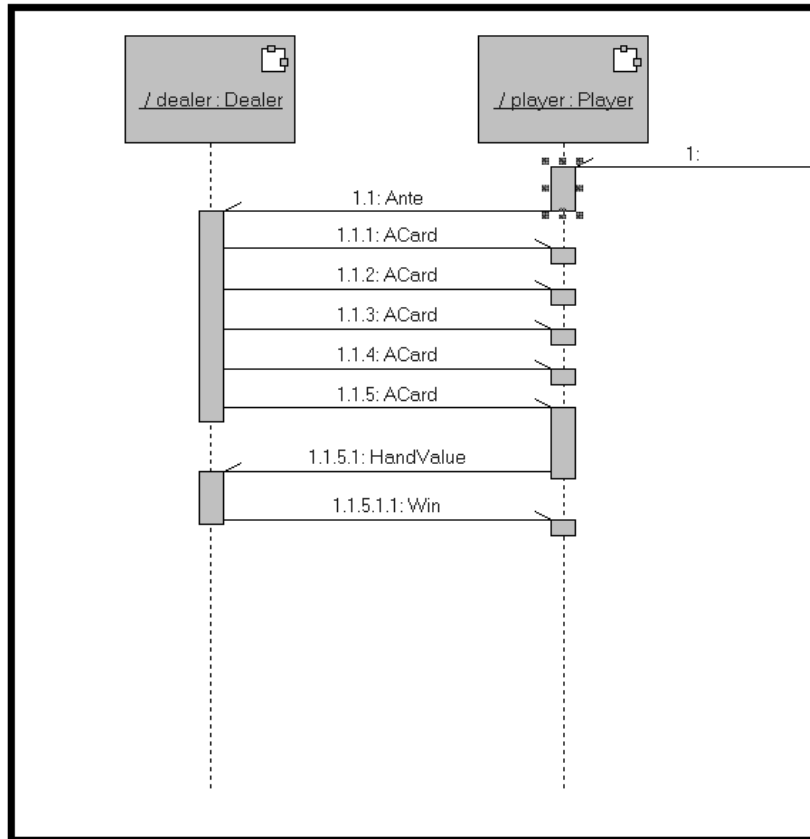 / dealer : Dealer
/ player : Player
1:
1.1: Ante
1.1.1: ACard
1.1.2: ACard
1.1.3: ACard
1.1.4: ACard
1.1.5: ACard
1.1.5.1: HandValue
1.1.5.1.1: Win